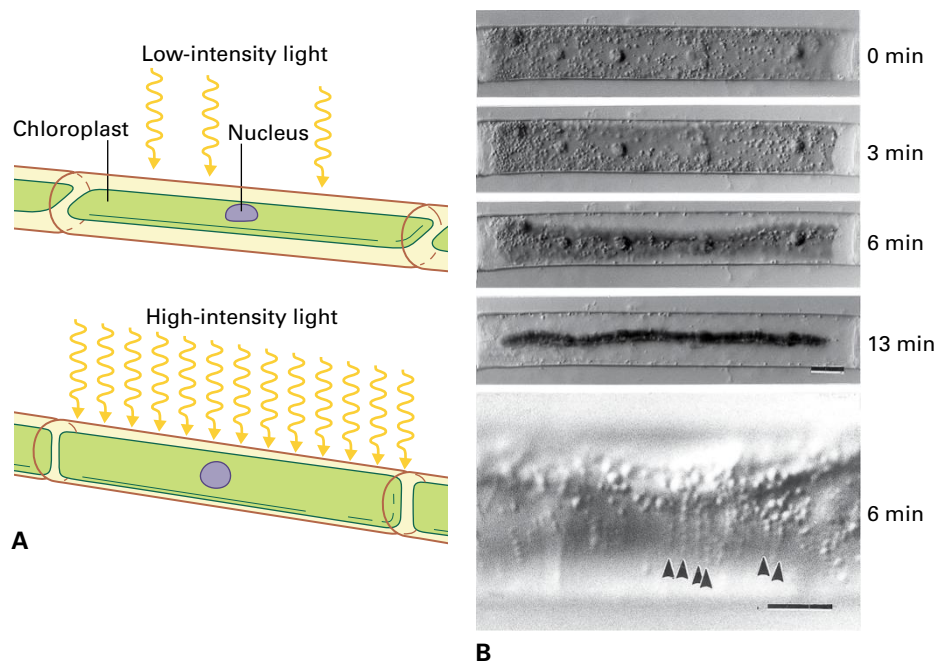 Low-intensity light
Chloroplast
Nucleus
High-intensity light
A
0 min
3 min
6 min
13 min
6 min
B